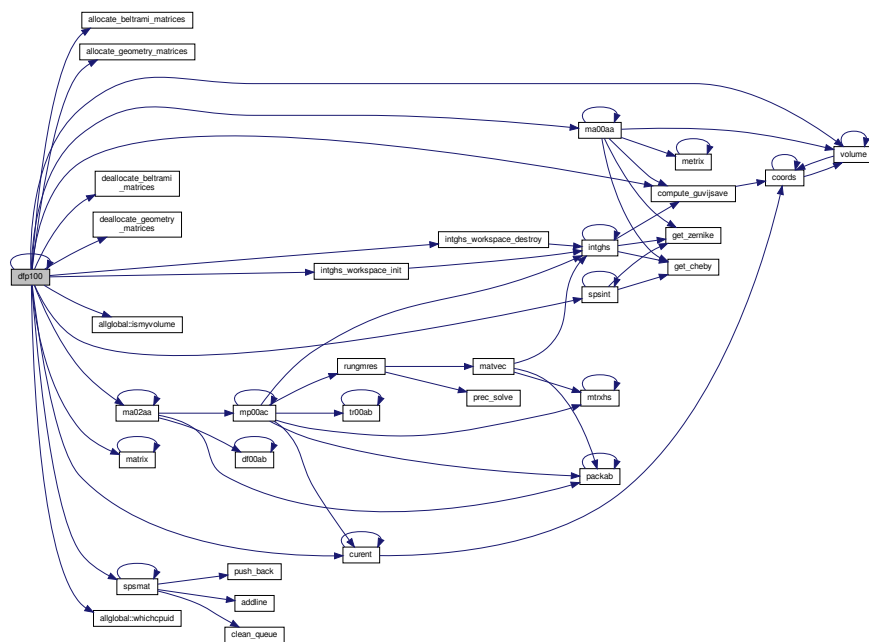 allocate_beltrami_matrices
allocate_geometry_matrices
ma00aa
volume
metrix
coords
deallocate_beltrami
_matrices
compute_guvijsave
deallocate_geometry
_matrices
get_zernike
intghs_workspace_destroy
intghs
get_cheby
dfp100
intghs_workspace_init
spsint
allglobal::ismyvolume
rungmres
matvec
prec_solve
mtrxhs
ma02aa
mp00ac
tr00ab
matrix
df00ab
packab
curent
push_back
spsmat
addline
allglobal::whichcpuid
clean_queue